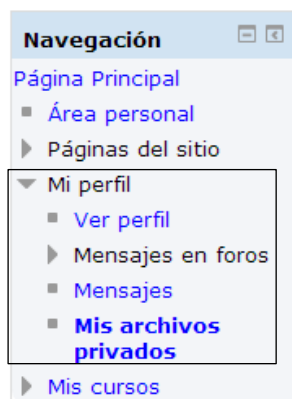 Navegación
Página Principal
Área personal
Páginas del sitio
Mi perfil
Ver perfil
Mensajes en foros
Mensajes
Mis archivos
privados
Mis cursos